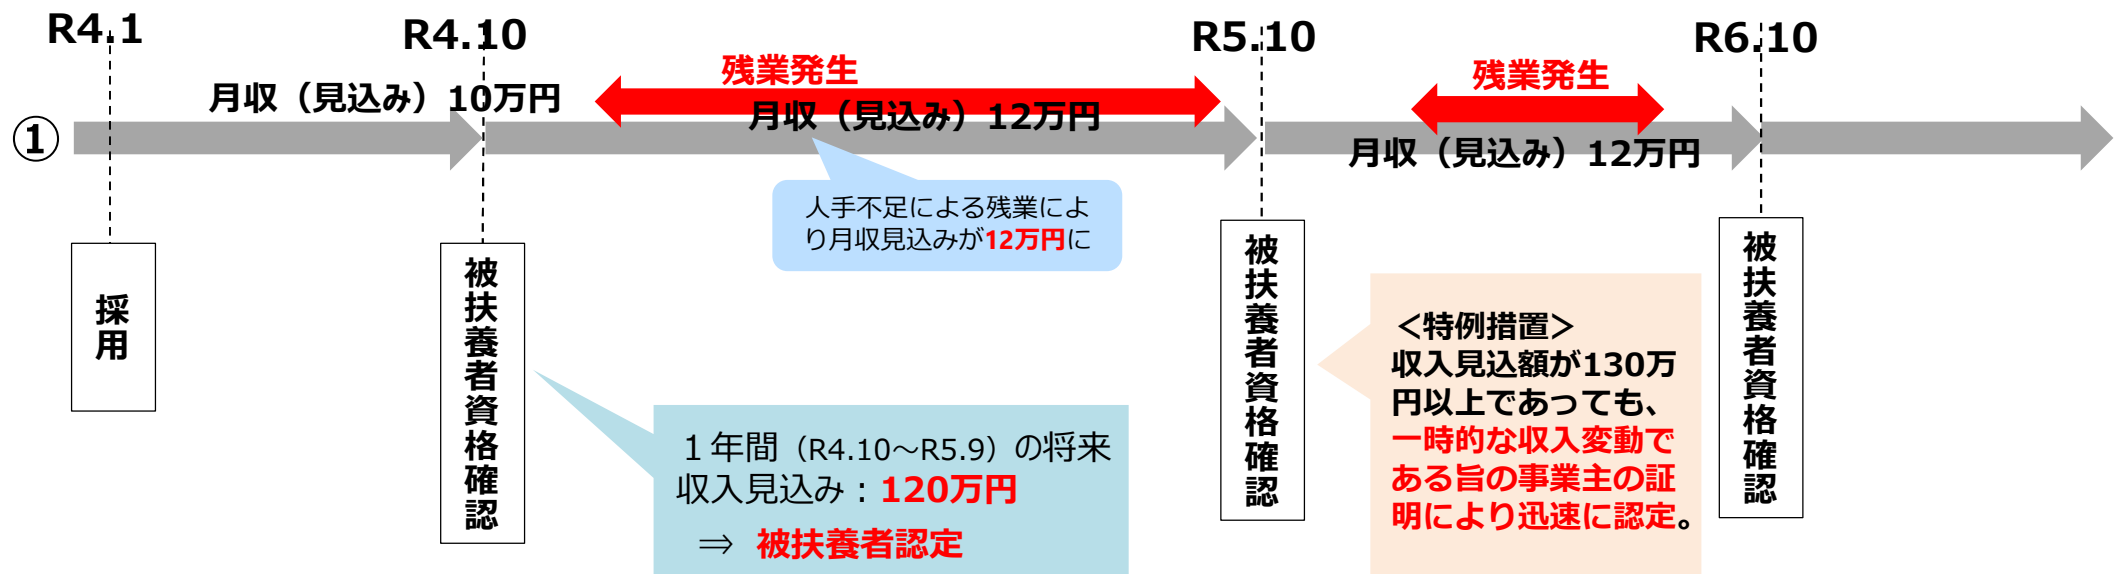 R4.1
R4.10
R5.10
R6.10
残業発生
残業発生
月収（見込み）10万円
月収（見込み）12万円
月収（見込み）12万円
①
人手不足による残業によ
り月収見込みが12万円に
採用
被扶養者資格確認
被扶養者資格確認
被扶養者資格確認
１年間（R4.10～R5.9）の将来
収入見込み：120万円
⇒ 被扶養者認定
＜特例措置＞
収入見込額が130万
円以上であっても、
一時的な収入変動で
ある旨の事業主の証
明により迅速に認定。